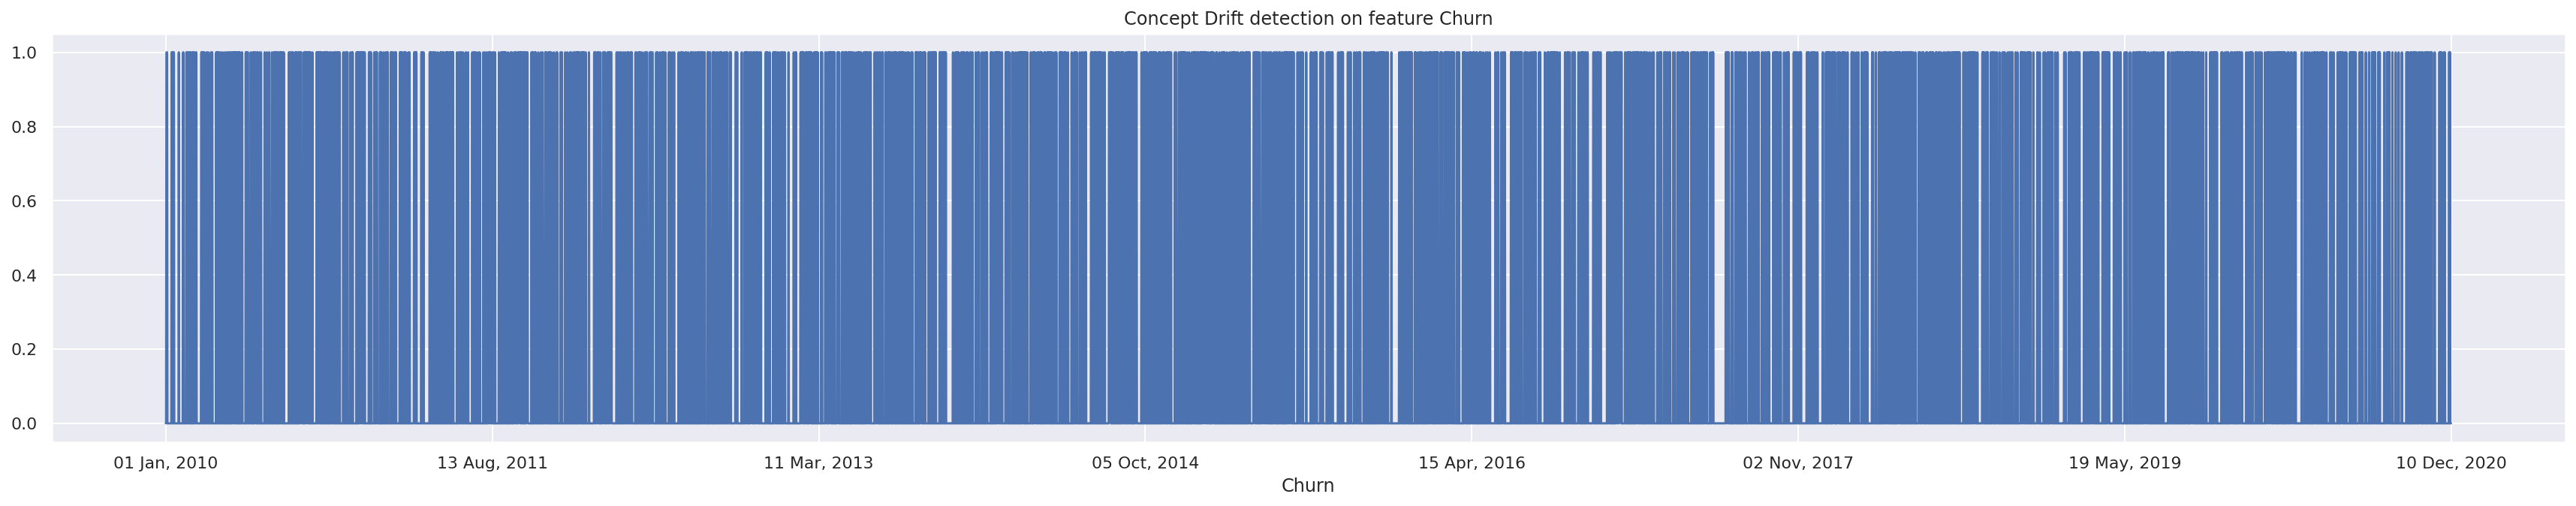 Concept Drift detection on feature Churn
1.0
0.8
0.6
0.4
0.2
0.0
01 Jan, 2010 13 Aug, 2011 11 Mar, 2013 05 Oct, 2014 15 Apr, 2016 02 Nov, 2017 19 May, 2019 10 Dec, 2020
Churn